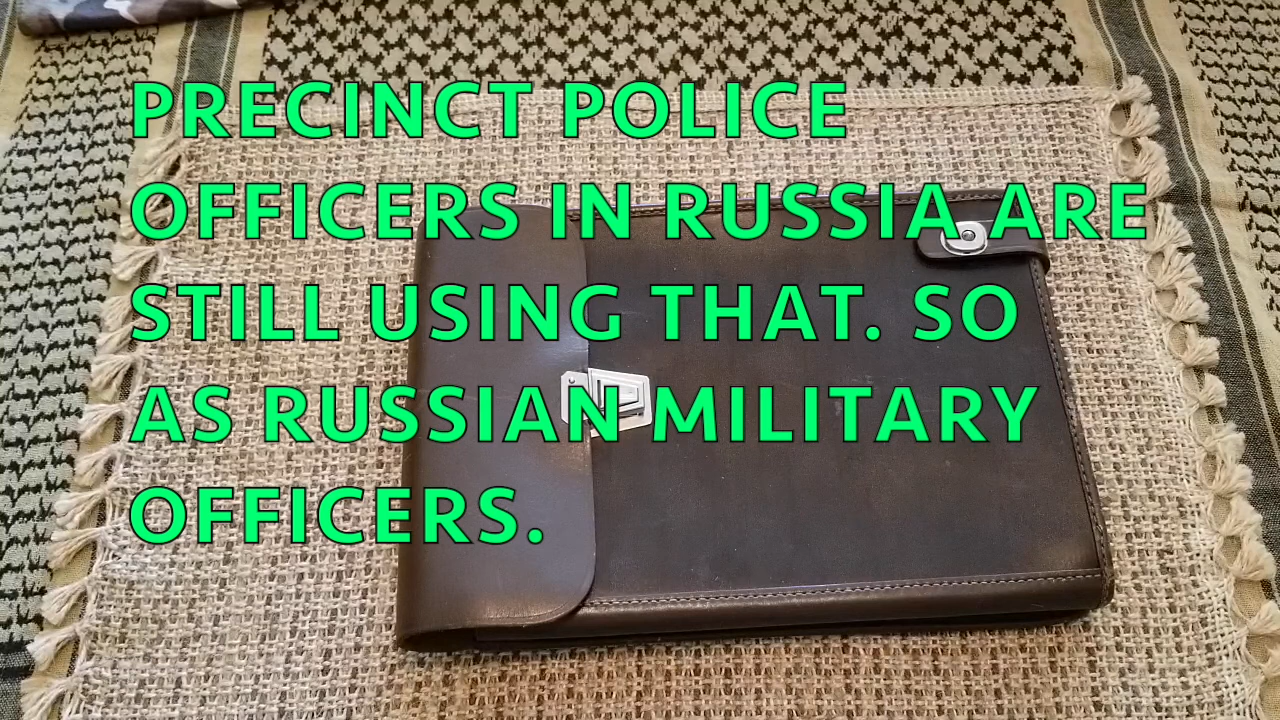 PRECINCT POLICE
OFFICERS IN RUSSIA ARE
STILL USING THAT. SO
AS RUSSIAN MILITARY
OFFICERS.